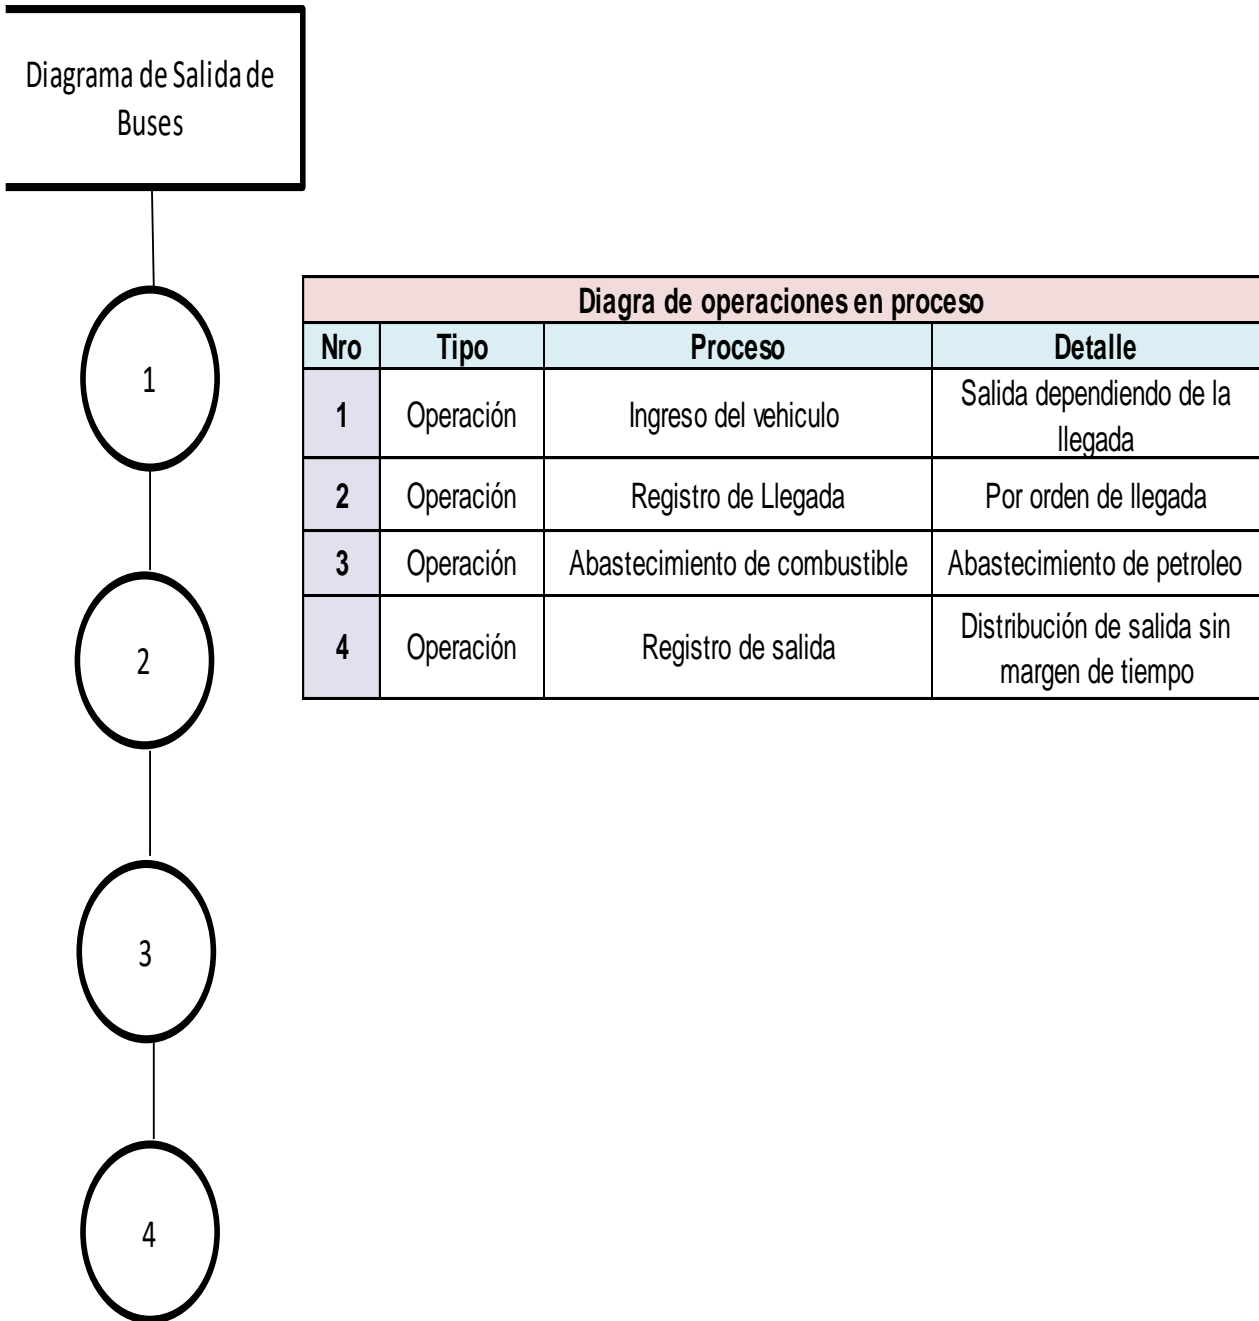 Diagrama de Salida de
Buses
1
2
3
4
Diagra de operaciones en proceso
Nro Tipo Proceso Detalle
1 Operación Ingreso del vehiculo Salida dependiendo de la
llegada
2 Operación Registro de Llegada Por orden de llegada
3 Operación Abastecimiento de combustible Abastecimiento de petroleo
4 Operación Registro de salida Distribución de salida sin
margen de tiempo